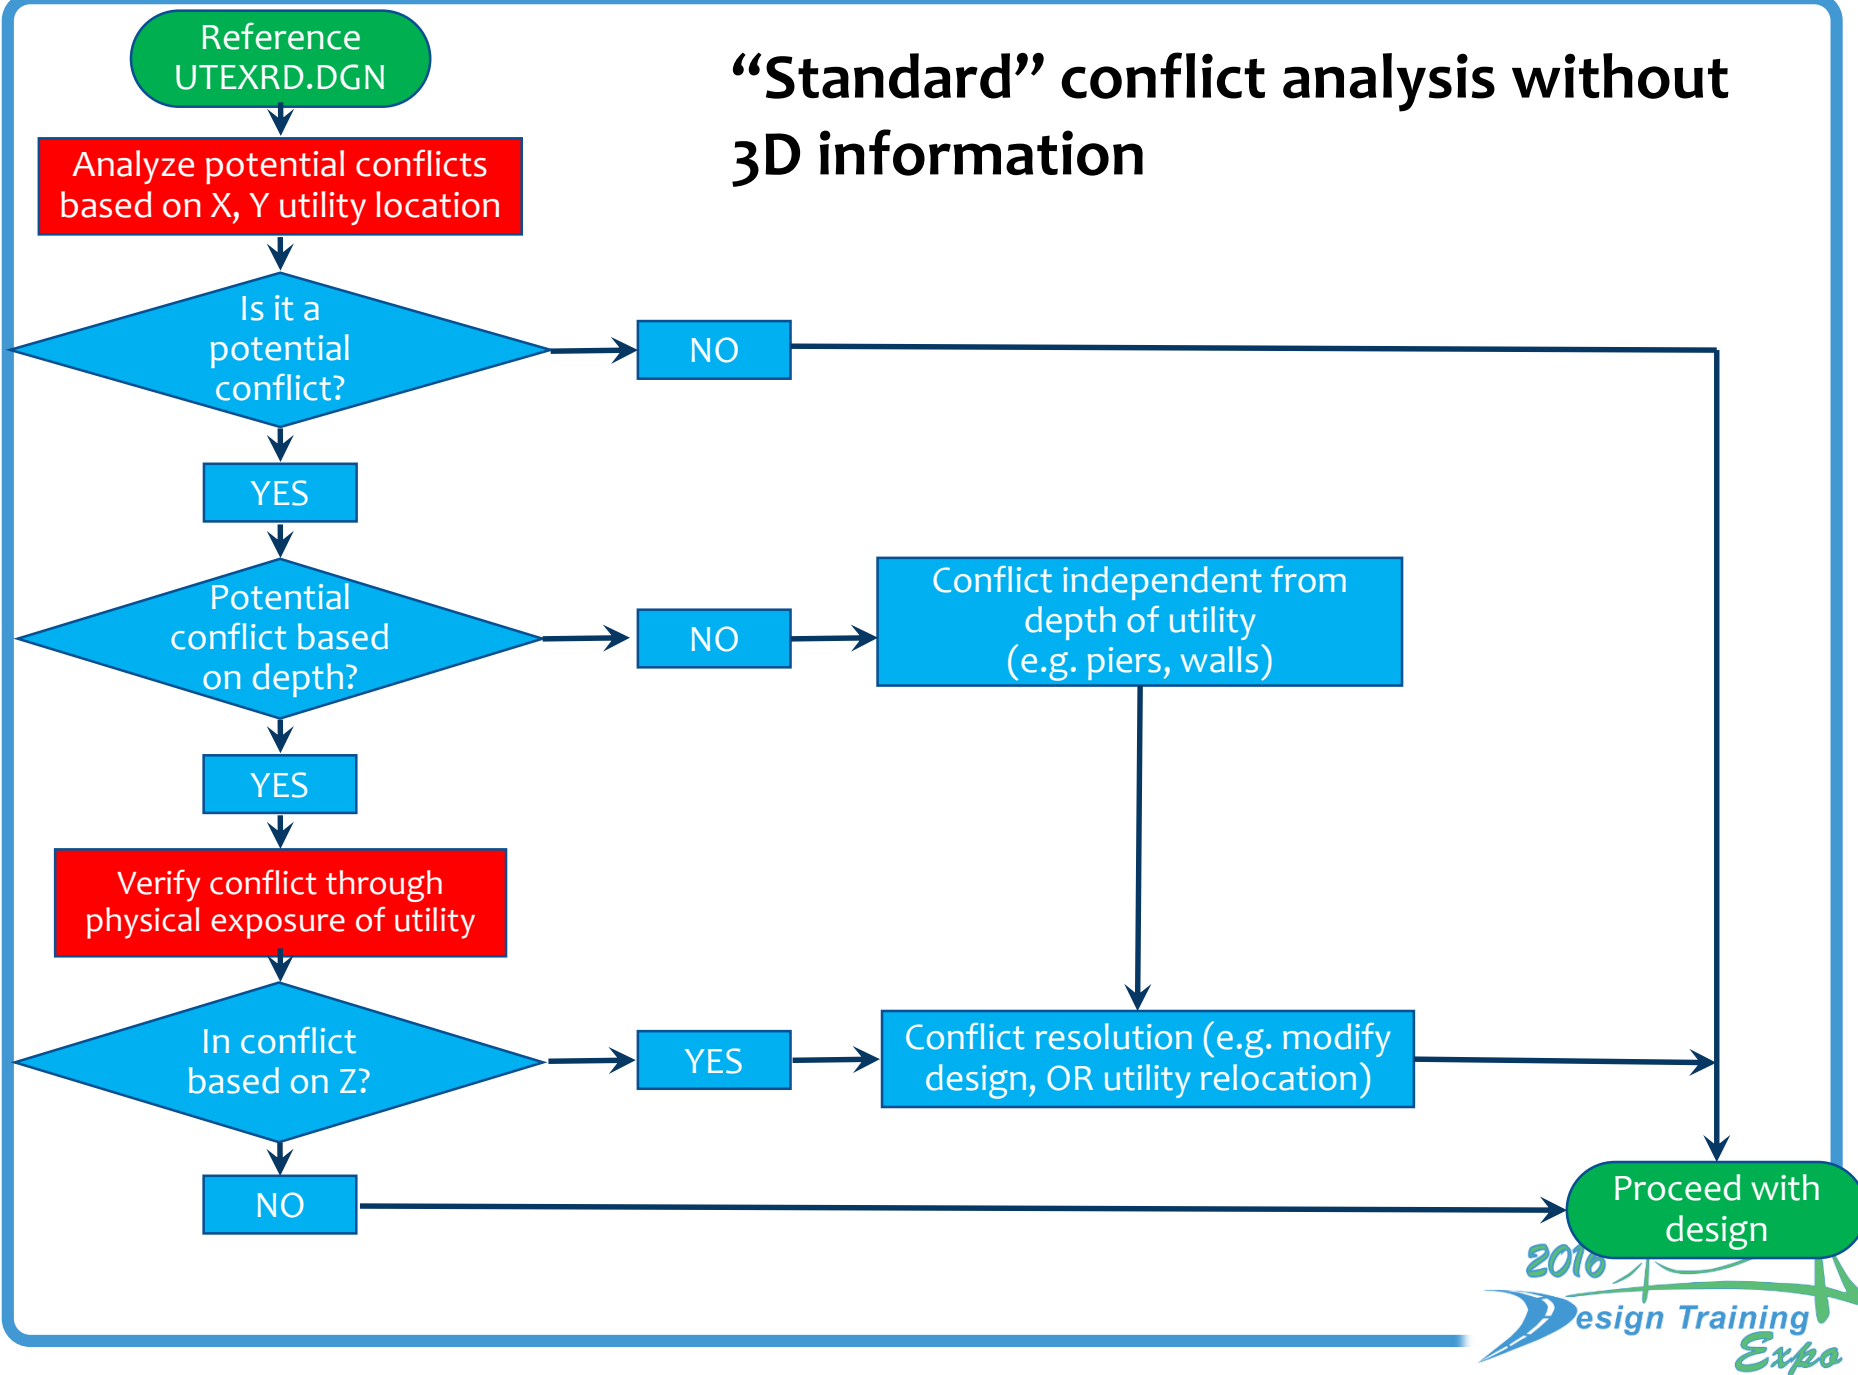 Reference
UTEXRD.DGN
“Standard” conflict analysis without
3D information
Analyze potential conflicts
based on X, Y utility location
Is it a
potential
conflict?
NO
YES
Potential
conflict based
on depth?
NO
Conflict independent from
depth of utility
(e.g. piers, walls)
YES
Verify conflict through
physical exposure of utility
In conflict
based on Z?
YES
Conflict resolution (e.g. modify
design, OR utility relocation)
NO
Proceed with
design
2016
Design Training
Expo